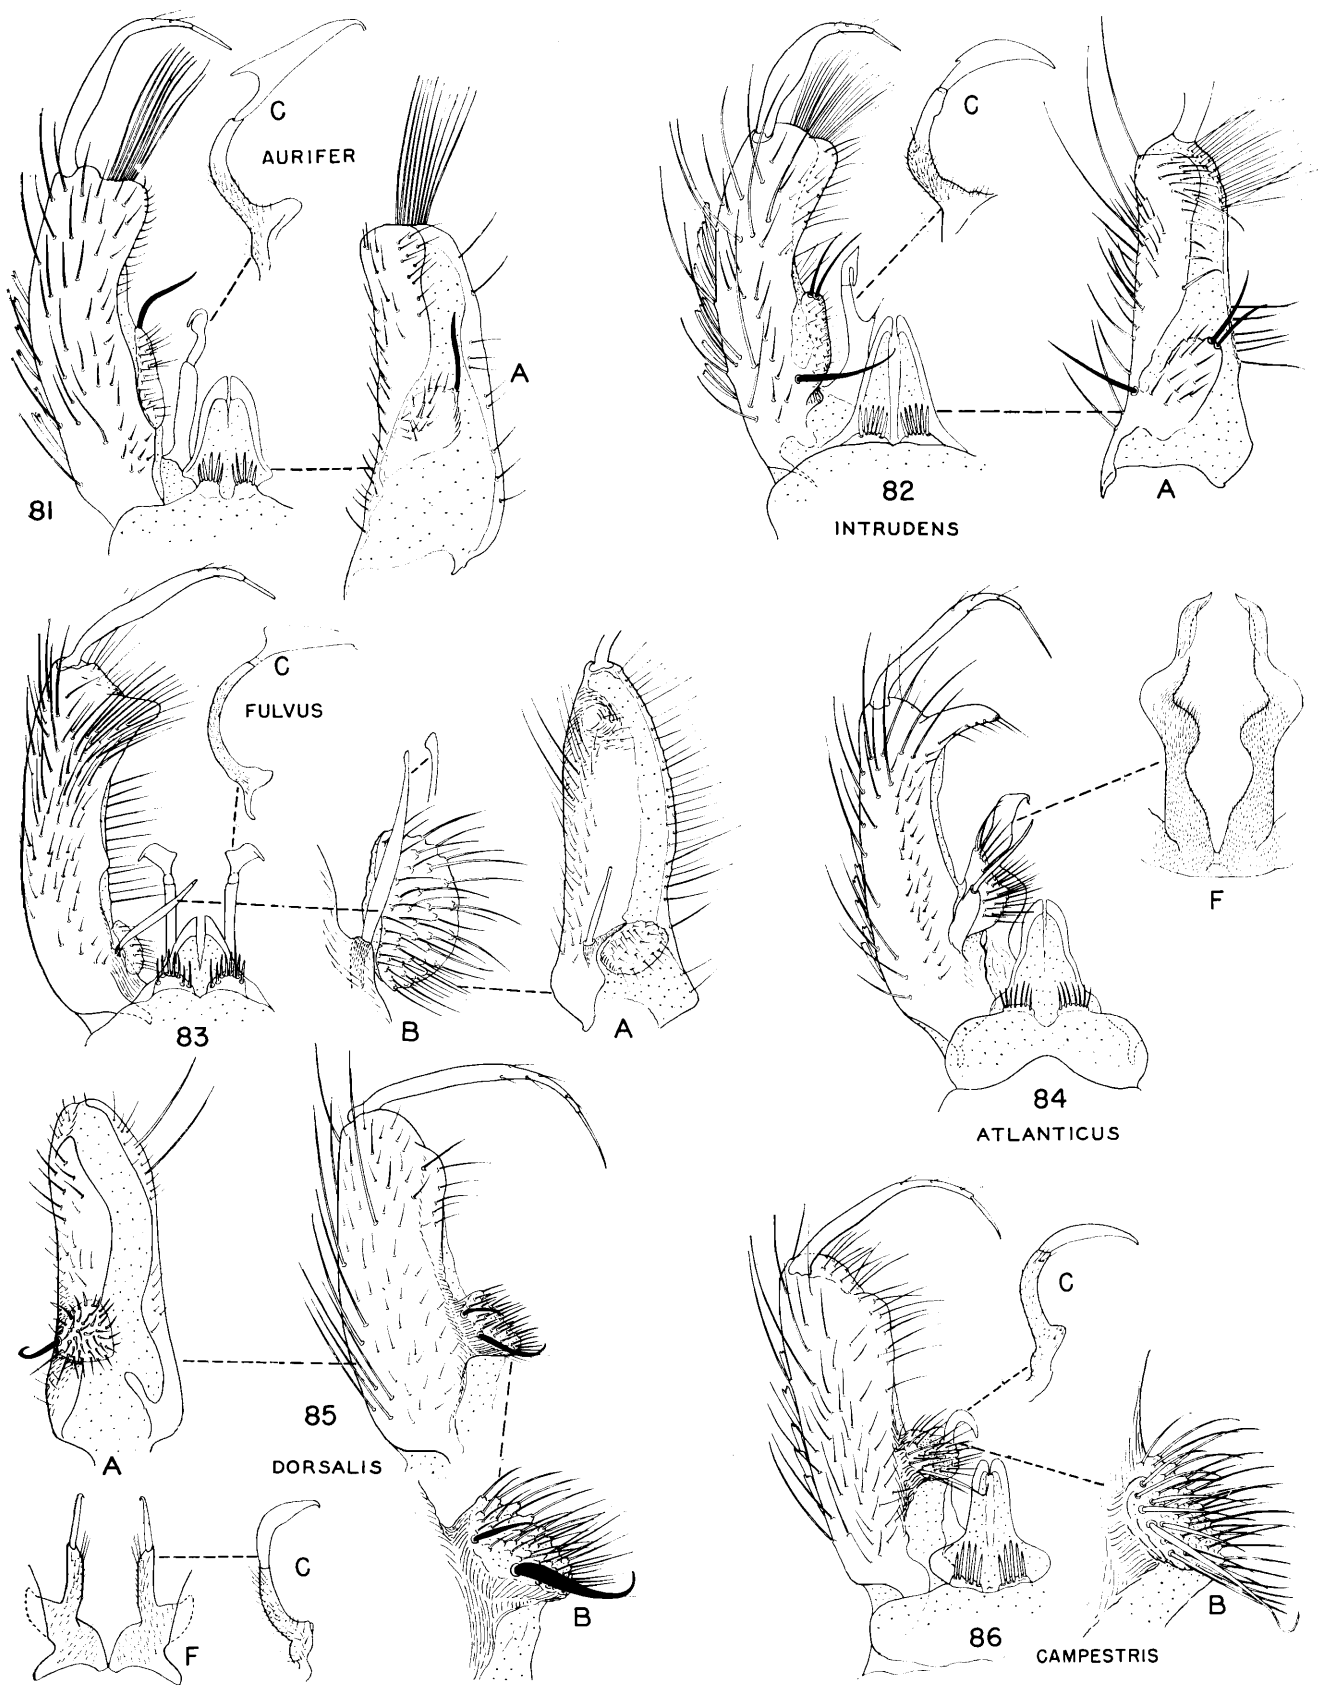 C
AURIFER
A
81
C
A
82
INTRUDENS
C
FULVUS
B
A
83
F
84
ATLANTICUS
A
85
DORSALIS
F
C
B
C
B
86
CAMPESTRIS